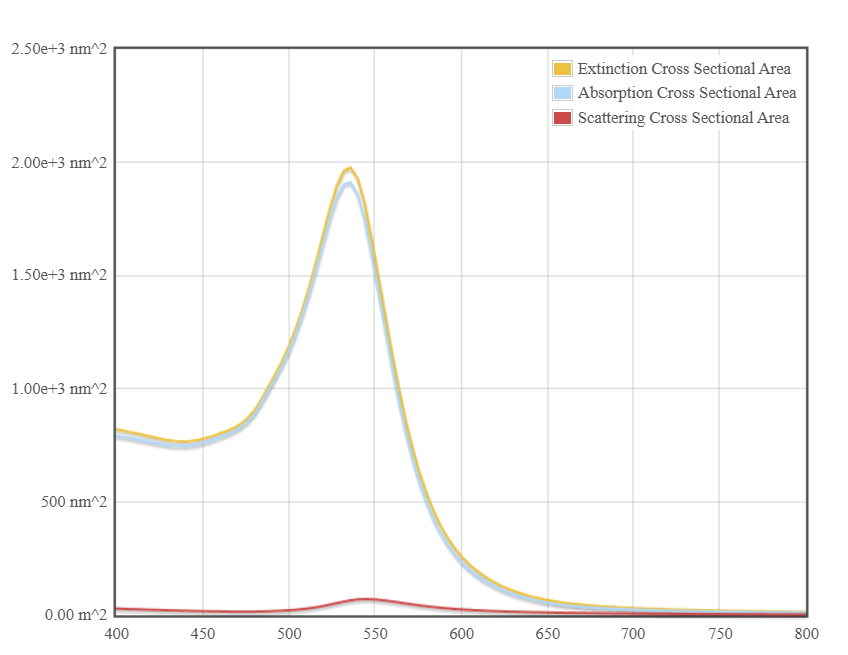 2.50e+3 nm^2
Extinction Cross Sectional Area
Absorption Cross Sectional Area
Scattering Cross Sectional Area
2.00e+3 nm^2
1.50e+3 nm^2
1.00e+3 nm^2
500 nm^2
0.00 m^2
400 450 500 550 600 650 700 750 800